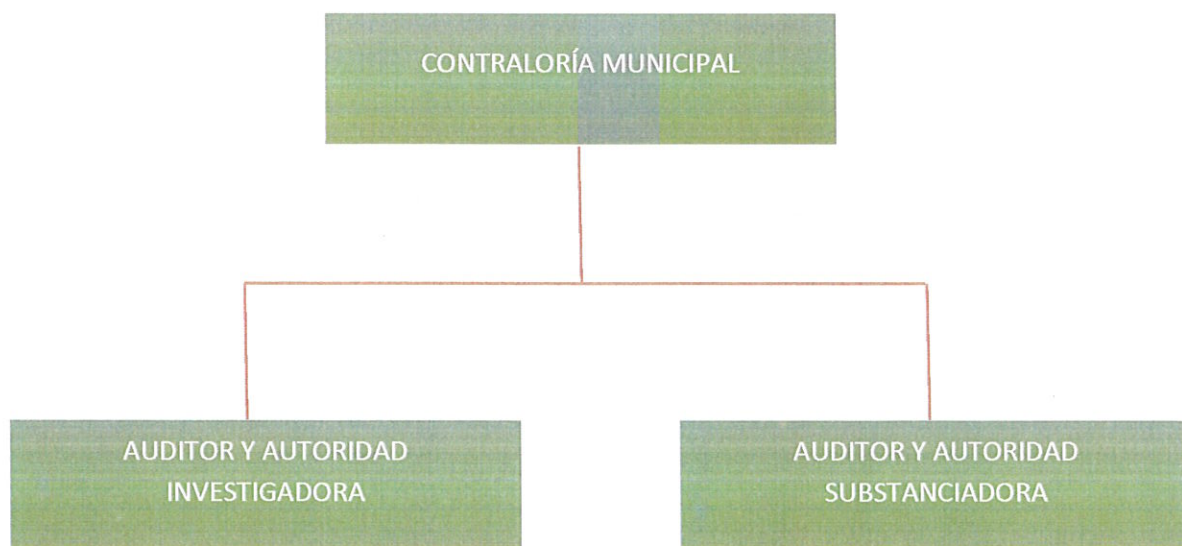 CONTRALORÍA MUNICIPAL
AUDITOR Y AUTORIDAD
INVESTIGADORA
AUDITOR Y AUTORIDAD
SUBSTANCIADORA